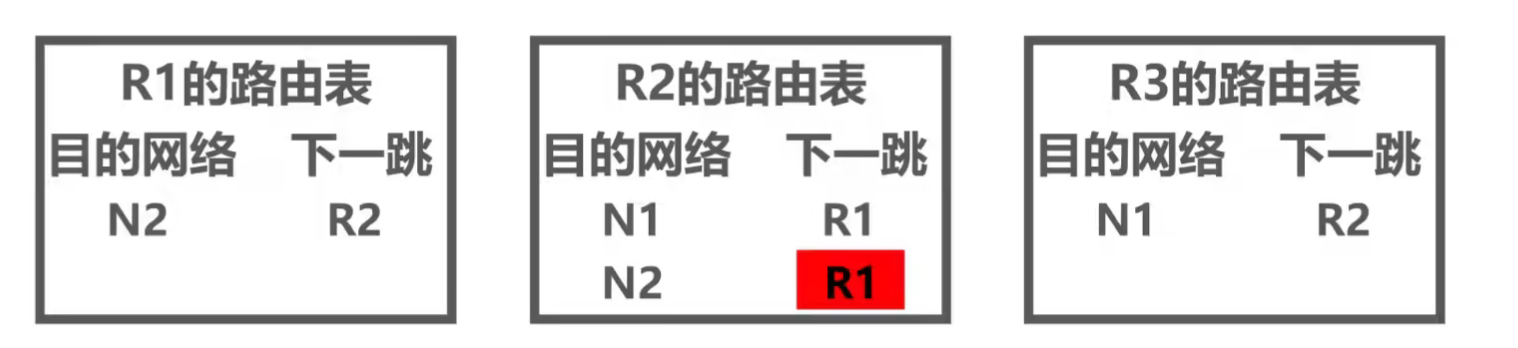 R1的路由表
目的网络 下一跳
N2 R2
R2的路由表
目的网络 下一跳
N1 R1
N2 R1
R3的路由表
目的网络 下一跳
N1 R2